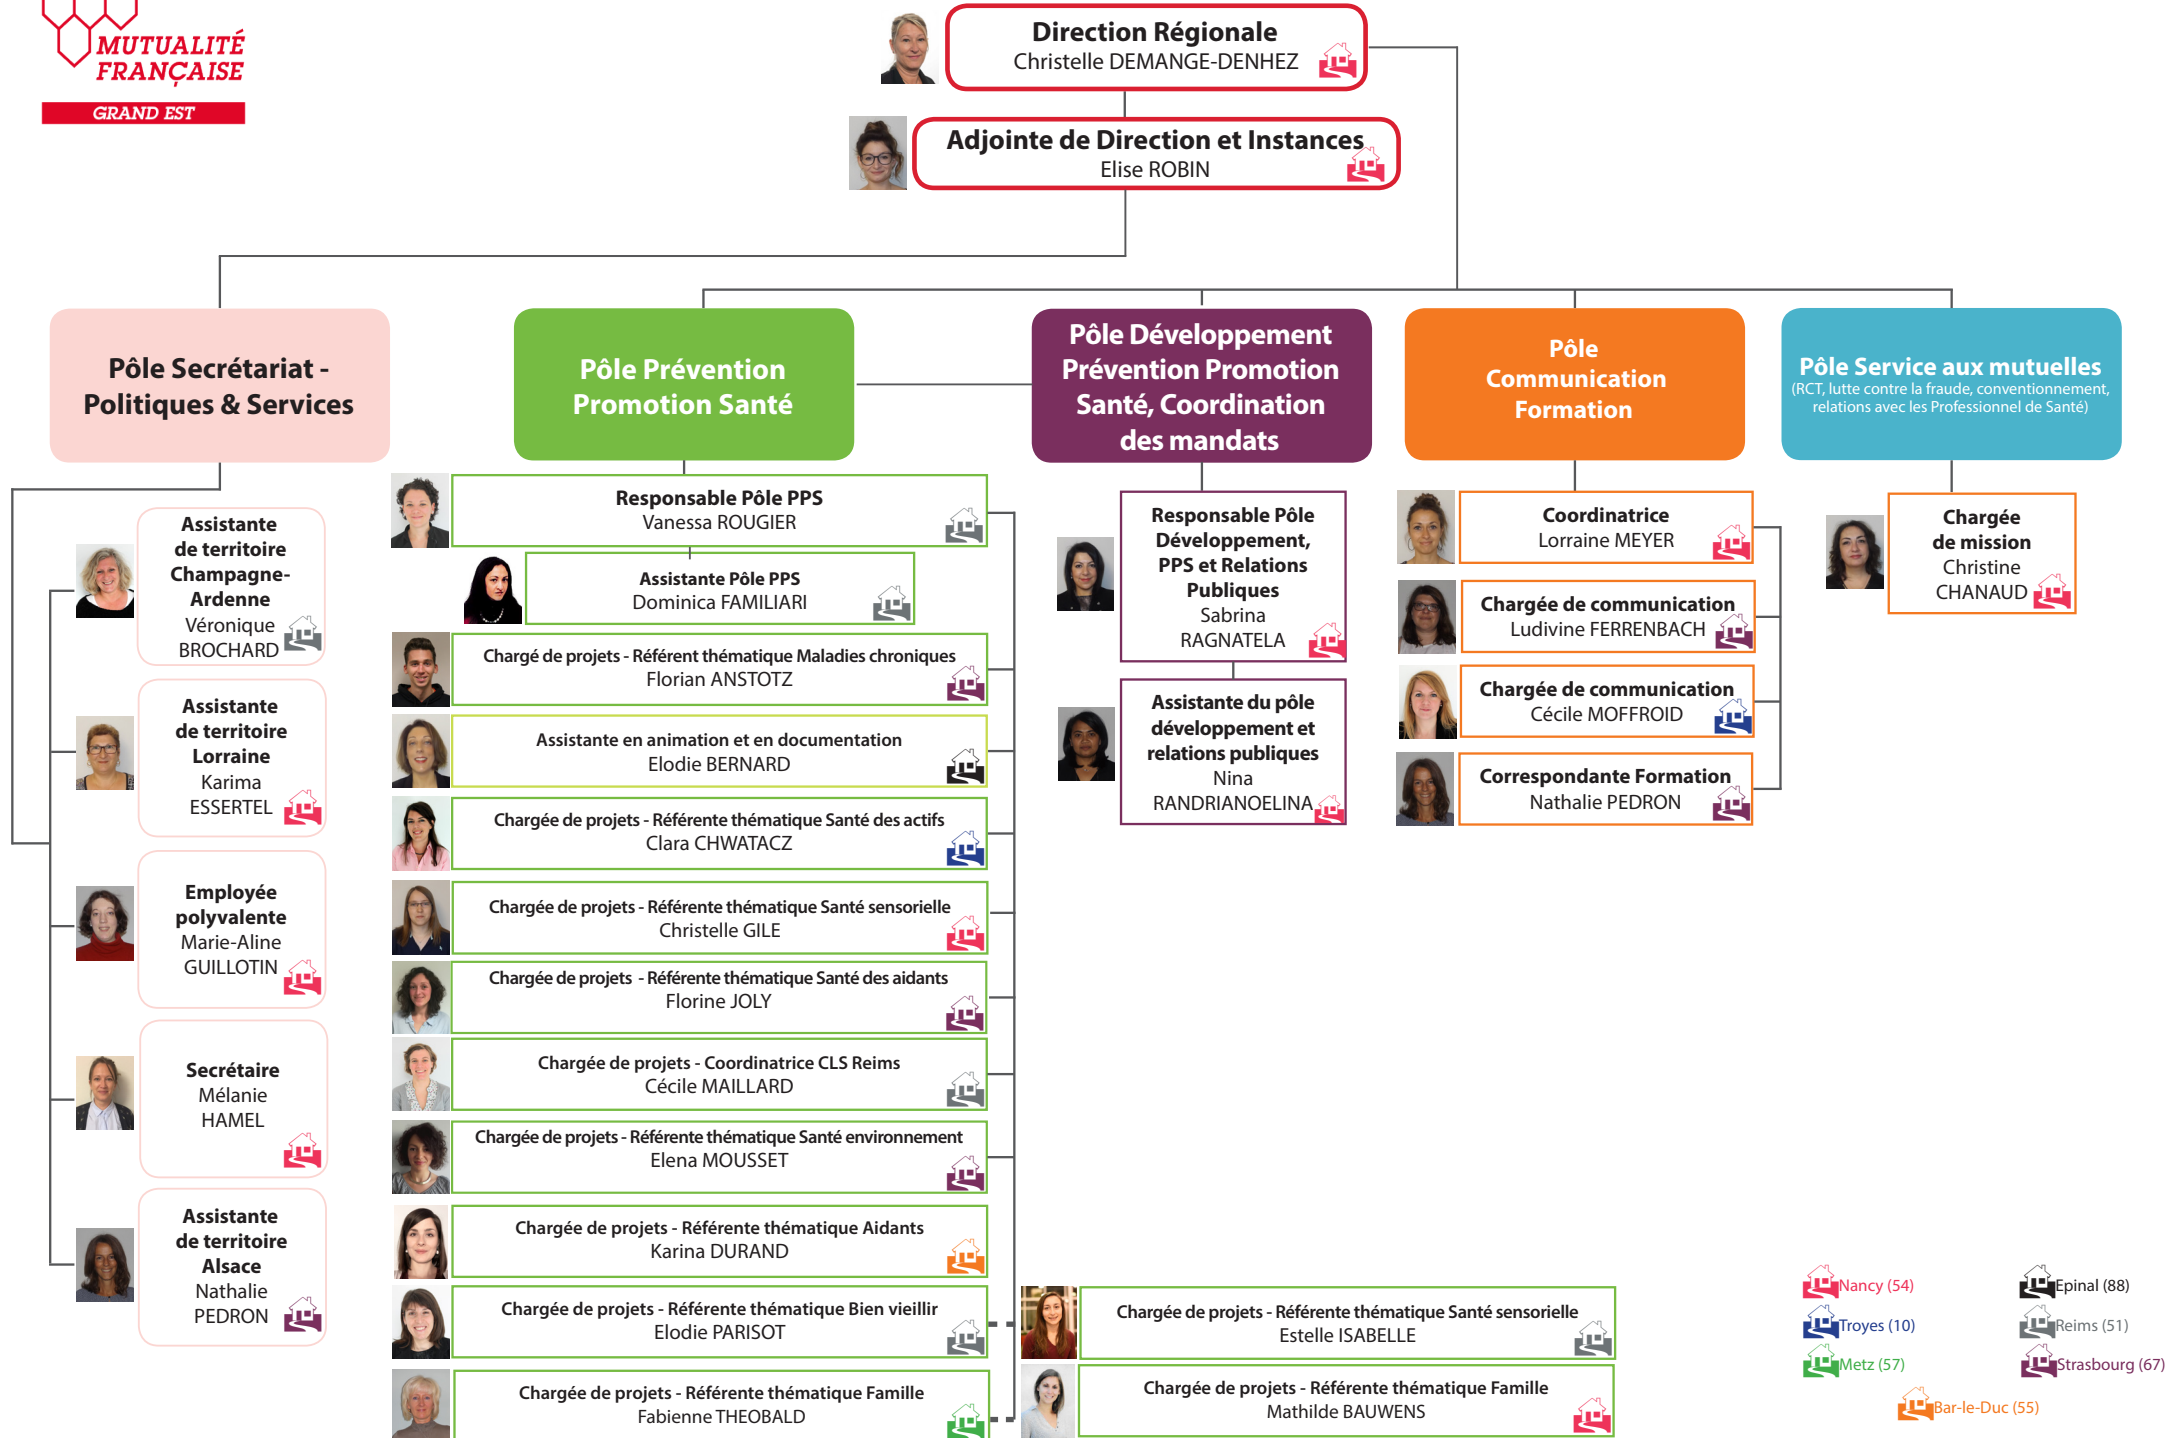 MUTUALITÉ
FRANÇAISE
GRAND EST
Direction Régionale
Christelle DEMANGE-DENHEZ
Adjointe de Direction et Instances
Elise ROBIN
Pôle Secrétariat -
Politiques & Services
Assistante
de territoire
Champagne-
Ardenne
Véronique
BROCHARD
Assistante
de territoire
Lorraine
Karima
ESSERTEL
Employée
polyvalente
Marie-Aline
GUILLOTIN
Secrétaire
Mélanie
HAMEL
Assistante
de territoire
Alsace
Nathalie
PEDRON
Pôle Prévention
Promotion Santé
Responsable Pôle PPS
Vanessa ROUGIER
Assistante Pôle PPS
Dominica FAMILIARI
Chargé de projets - Référent thématique Maladies chroniques
Florian ANSTOTZ
Assistante en animation et en documentation
Elodie BERNARD
Chargée de projets - Référente thématique Santé des actifs
Clara CHWATACZ
Chargée de projets - Référente thématique Santé sensorielle
Christelle GILE
Chargée de projets - Référente thématique Santé des aidants
Florine JOLY
Chargée de projets - Coordinatrice CLS Reims
Cécile MAILLARD
Chargée de projets - Référente thématique Santé environnement
Elena MOUSSET
Chargée de projets - Référente thématique Aidants
Karina DURAND
Chargée de projets - Référente thématique Bien vieillir
Elodie PARISOT
Chargée de projets - Référente thématique Famille
Fabienne THEOBALD
Chargée de projets - Référente thématique Santé sensorielle
Estelle ISABELLE
Chargée de projets - Référente thématique Famille
Mathilde BAUWENS
Pôle Développement
Prévention Promotion
Santé, Coordination
des mandats
Responsable Pôle
Développement,
PPS et Relations
Publiques
Sabrina
RAGNATELA
Assistante du pôle
développement et
relations publiques
Nina
RANDRIANOELINA
Pôle
Communication
Formation
Coordinatrice
Lorraine MEYER
Chargée de communication
Ludivine FERRENBACH
Chargée de communication
Cécile MOFFROID
Correspondante Formation
Nathalie PEDRON
Pôle Service aux mutuelles
(RCT, lutte contre la fraude, conventionnement,
relations avec les Professionnel de Santé)
Chargée
de mission
Christine
CHANAUD
Nancy (54)
Epinal (88)
Troyes (10)
Reims (51)
Metz (57)
Strasbourg (67)
Bar-le-Duc (55)